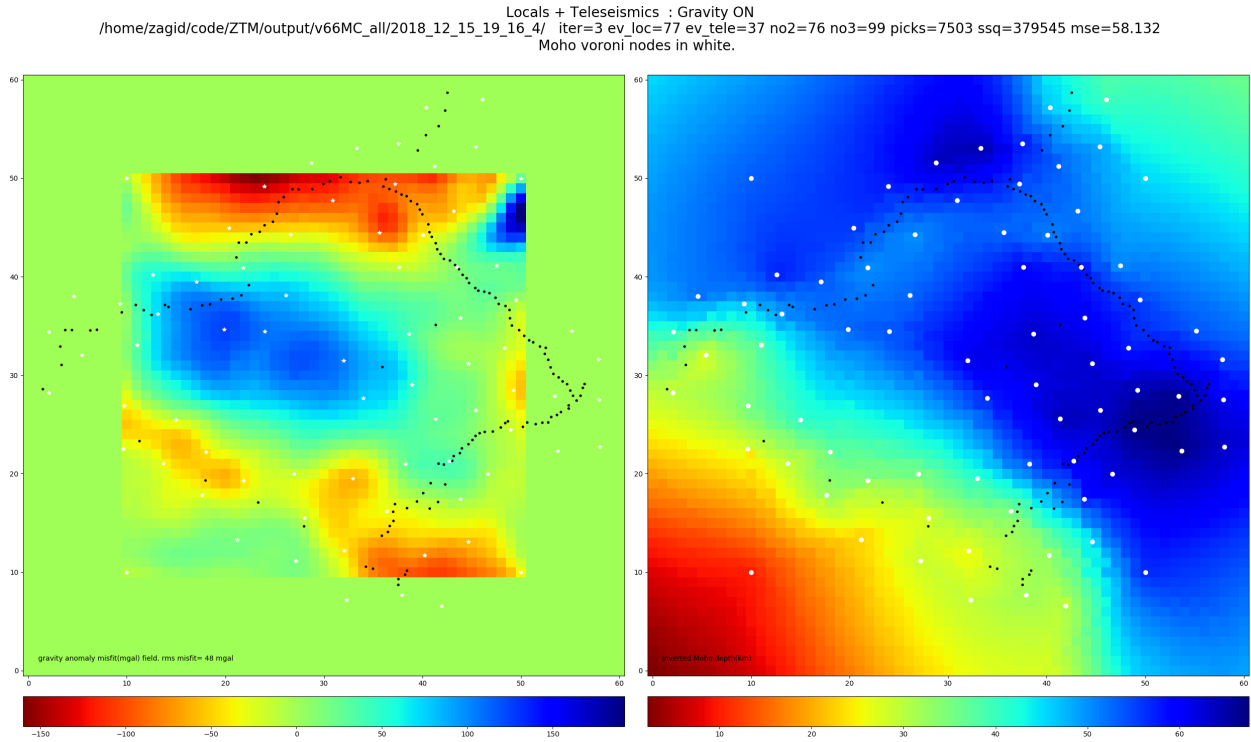 Locals + Teleseismics  : Gravity ON
/home/zagid/code/ZTM/output/v66MC_all/2018_12_15_19_16_4/   iter=3 ev_loc=77 ev_tele=37 no2=76 no3=99 picks=7503 ssq=379545 mse=58.132
Moho voroni nodes in white.
60
50
40
30
20
10
0
gravity anomaly misfit(mgal) field. rms misfit= 48 mgal
0 10 20 30 40 50 60
−150 −100 −50 0 50 100 150
60
50
40
30
20
10
0
Inverted Moho depth(km)
0 10 20 30 40 50 60
10 20 30 40 50 60